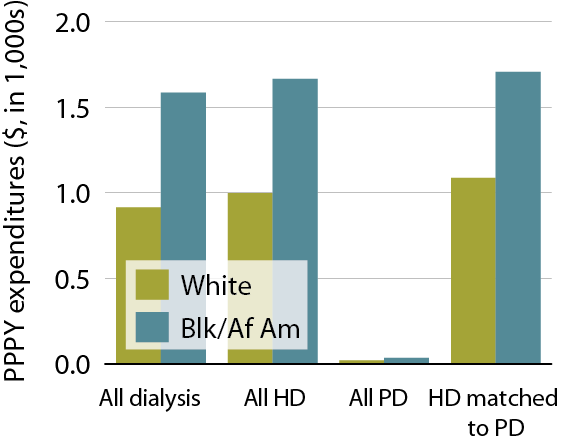 PPPY expenditures ($, in 1,000s)
2.0
1.5
1.0
0.5
0.0
White
Blk/Af Am
All dialysis
All HD
All PD
HD matched
to PD